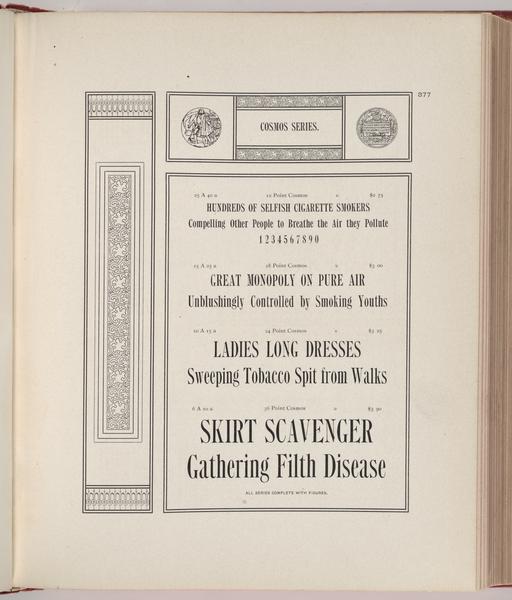 377
COSMOS SERIES.
25 A 40 a 12 Point Cosmos $2 75
HUNDREDS OF SELFISH CIGARETTE SMOKERS
Compelling Other People to Breathe the Air they Pollute
1234567890
15 A 25 a 18 Point Cosmos $3 00
GREAT MONOPOLY ON PURE AIR
Unblushingly Controlled by Smoking Youths
10 A 15 a 24 Point Cosmos $3 25
LADIES LONG DRESSES
Sweeping Tobacco Spit from Walks
6 A 10 a 36 Point Cosmos
SKIRT SCAVENGER
Gathering Filth Disease
ALL SERIES COMPLETE WITH FIGURES.